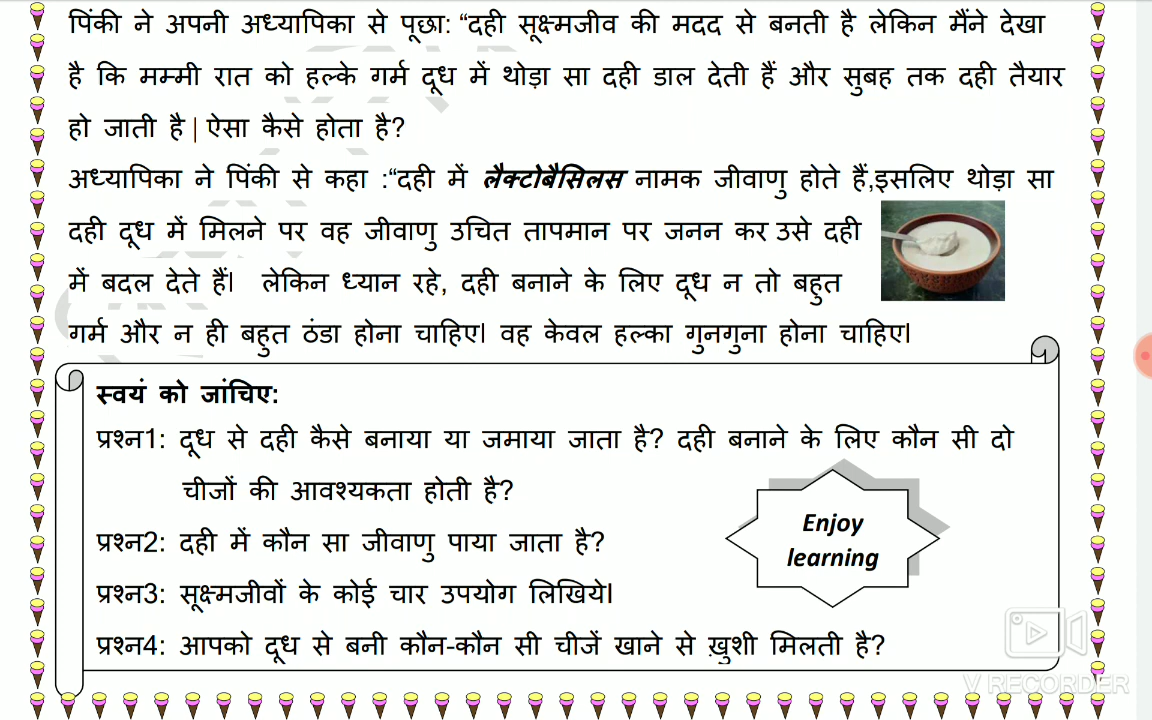 पिंकी ने अपनी अध्यापिका से पूछा: “दही सूक्ष्मजीव की मदद से बनती है लेकिन मैंने देखा
है कि मम्मी रात को हल्के गर्म दूध में थोड़ा सा दही डाल देती हैं और सुबह तक दही तैयार
हो जाती है | ऐसा कैसे होता है?
अध्यापिका ने पिंकी से कहा :“दही में लैक्टोबैसिलस नामक जीवाणु होते हैं,इसलिए थोड़ा सा
दही दूध में मिलने पर वह जीवाणु उचित तापमान पर जनन कर उसे दही
में बदल देते हैं। लेकिन ध्यान रहे, दही बनाने के लिए दूध न तो बहुत
गर्म और न ही बहुत ठंडा होना चाहिए। वह केवल हल्का गुनगुना होना चाहिए।
स्वयं को जांचिए:
प्रश्न1: दूध से दही कैसे बनाया या जमाया जाता है? दही बनाने के लिए कौन सी दो
चीजों की आवश्यकता होती है?
प्रश्न2: दही में कौन सा जीवाणु पाया जाता है?
प्रश्न3: सूक्ष्मजीवों के कोई चार उपयोग लिखिये।
प्रश्न4: आपको दूध से बनी कौन-कौन सी चीजें खाने से ख़ुशी मिलती है?
Enjoy
learning
V RECORDER